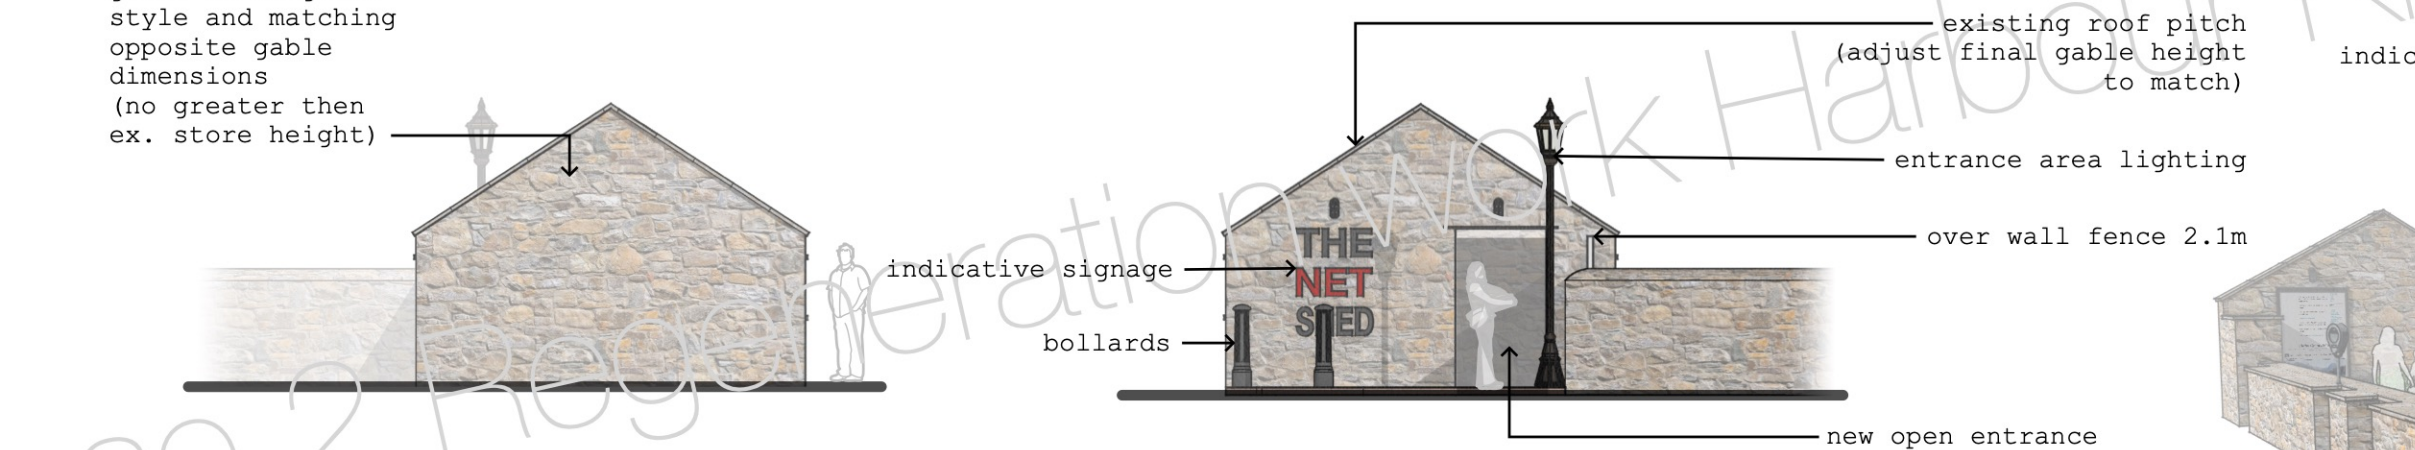 style and matching
opposite gable
dimensions
(no greater then
ex. store height)
indicative signage
bollards
THE
NET
SHED
existing roof pitch
(adjust final gable height
to match)
entrance area lighting
over wall fence 2.1m
new open entrance
2 Regeneration Work Harbour